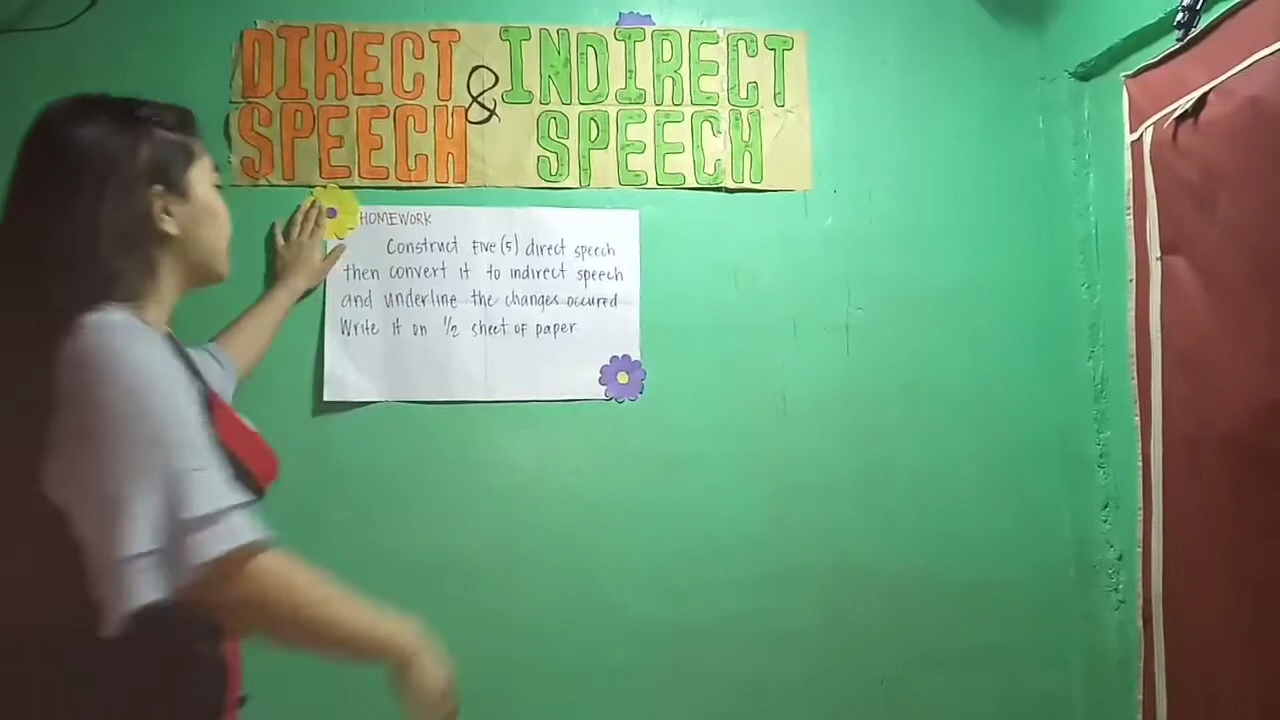 DIRECT SPEECH & INDIRECT SPEECH
HOMEWORK
Construct Five (5) direct speech
then convert it to indirect speech
and underline the changes occured
Write it on 1/2 sheet of paper